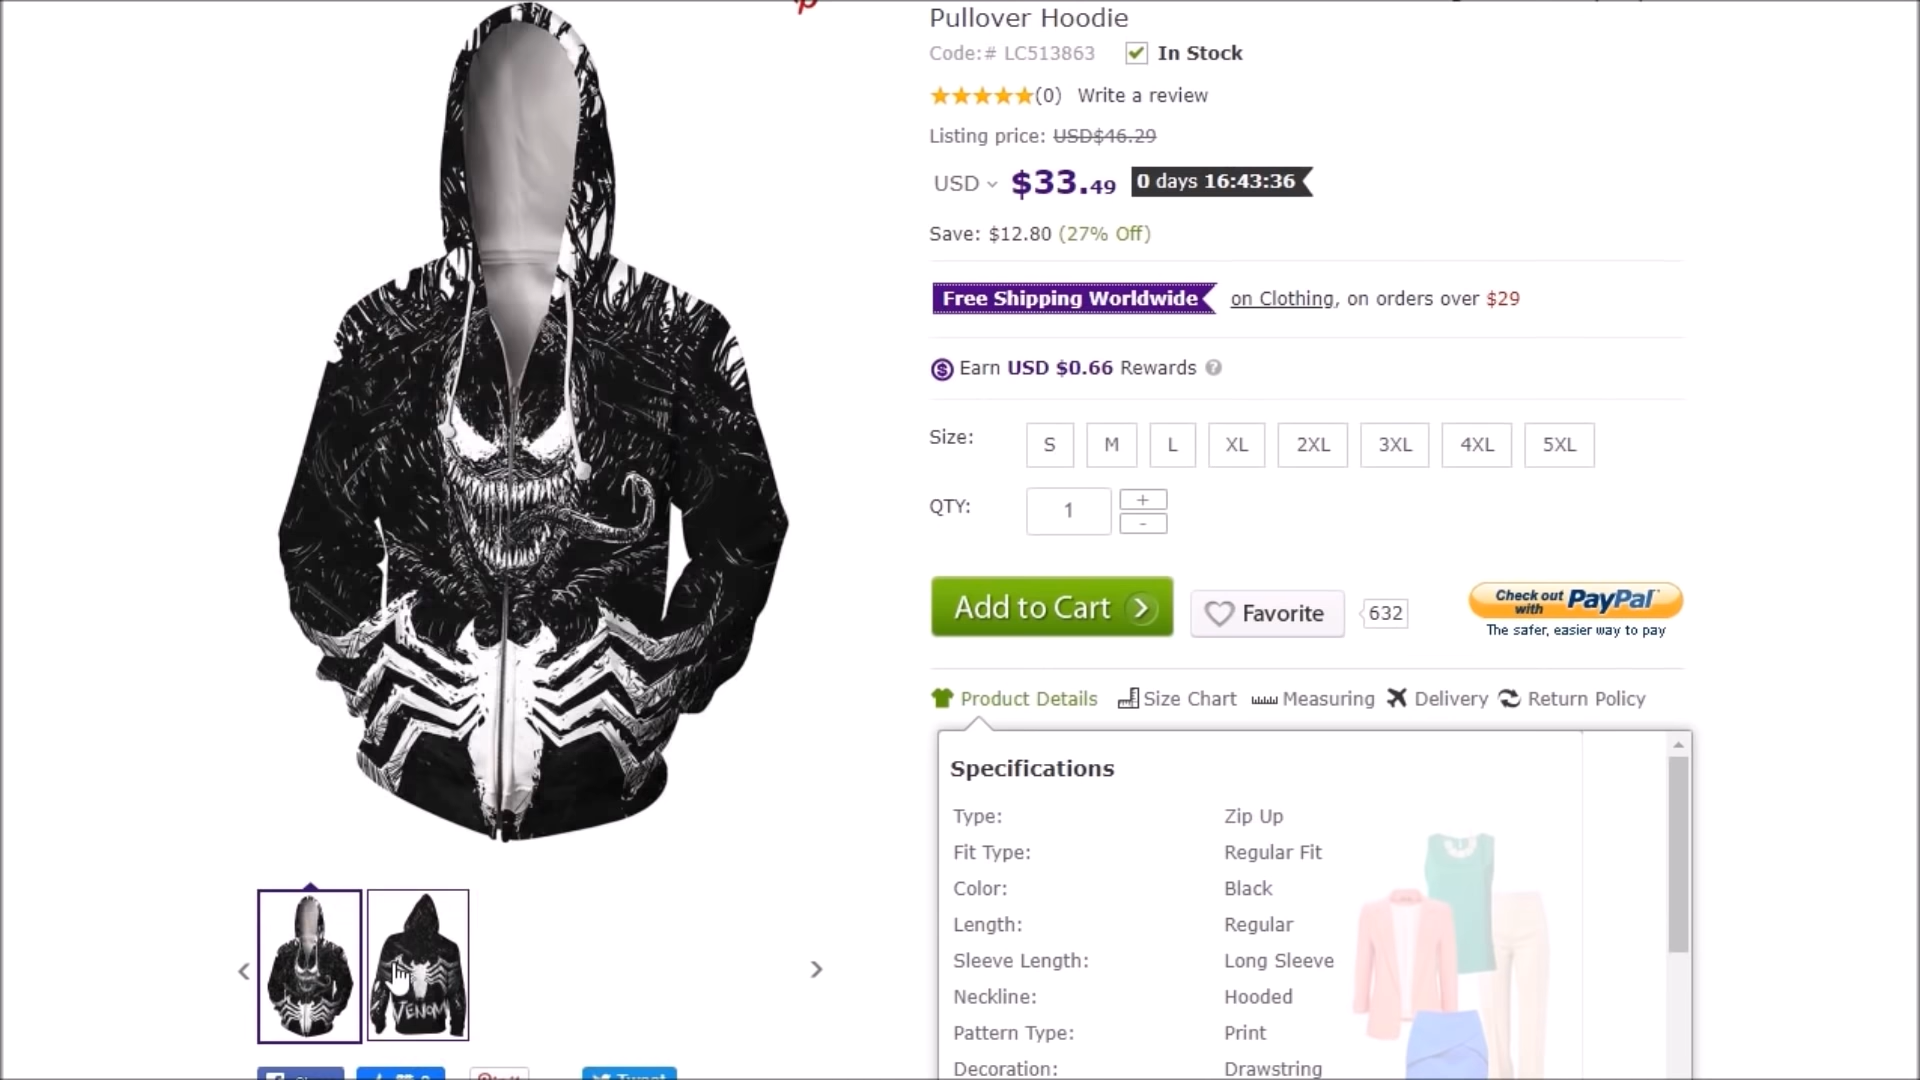 Pullover Hoodie
Code:# LC513863 In Stock
(0) Write a review
Listing price: USD$46.29
USD $33.49 0 days 16:43:36
Save: $12.80 (27% Off)
Free Shipping Worldwide on Clothing, on orders over $29
Earn USD $0.66 Rewards ?
Size: S M L XL 2XL 3XL 4XL 5XL
QTY: 1 + -
Add to Cart Favorite 632 Check out with PayPal
The safer, easier way to pay
Product Details Size Chart Measuring Delivery Return Policy
Specifications
Type: Zip Up
Fit Type: Regular Fit
Color: Black
Length: Regular
Sleeve Length: Long Sleeve
Neckline: Hooded
Pattern Type: Print
Decoration: Drawstring
VENOM
Tweet